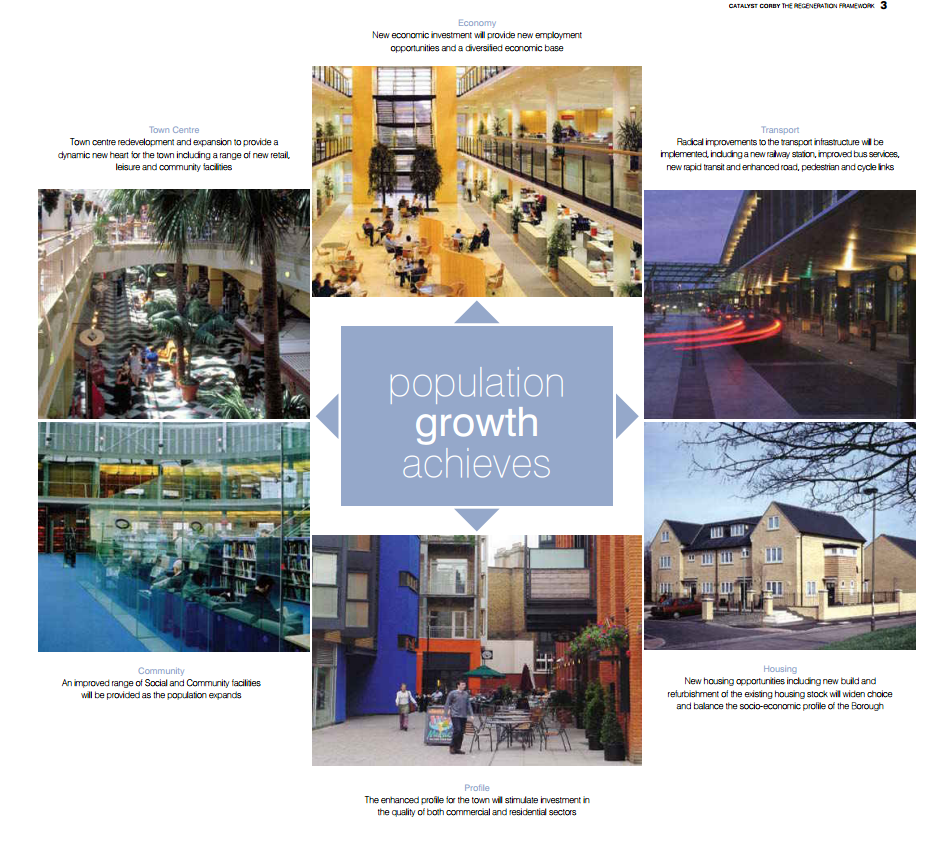 CATALYST CORBY THE REGENERATION FRAMEWORK 3
Economy
New economic investment will provide new employment
opportunities and a diversified economic base
Town Centre
Town centre redevelopment and expansion to provide a
dynamic new heart for the town including a range of new retail,
leisure and community facilities
Transport
Radical improvements to the transport infrastructure will be
implemented, including a new railway station, improved bus services,
new rapid transit and enhanced road, pedestrian and cycle links
population
growth
achieves
Community
An improved range of Social and Community facilities
will be provided as the population expands
Housing
New housing opportunities including new build and
refurbishment of the existing housing stock will widen choice
and balance the socio-economic profile of the Borough
Profile
The enhanced profile for the town will stimulate investment in
the quality of both commercial and residential sectors